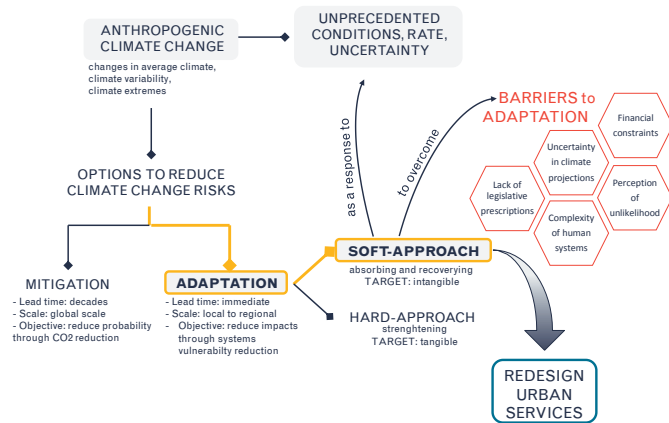 ANTHROPOGENIC
CLIMATE CHANGE
changes in average climate,
climate variability,
climate extremes
UNPRECEDENTED
CONDITIONS, RATE,
UNCERTAINTY
BARRIERS to
ADAPTATION
Financial
constraints
Uncertainty
in climate
projections
Lack of
legislative
prescriptions
Perception
of
unlikelihood
Complexity
of human
systems
as a response to
to overcome
OPTIONS TO REDUCE
CLIMATE CHANGE RISKS
MITIGATION
- Lead time: decades
- Scale: global scale
- Objective: reduce probability
through CO2 reduction
ADAPTATION
- Lead time: immediate
- Scale: local to regional
- Objective: reduce impacts
through systems
vulnerabilty reduction
SOFT-APPROACH
absorbing and recoverying
TARGET: intangible
HARD-APPROACH
strenghtening
TARGET: tangible
REDESIGN
URBAN
SERVICES